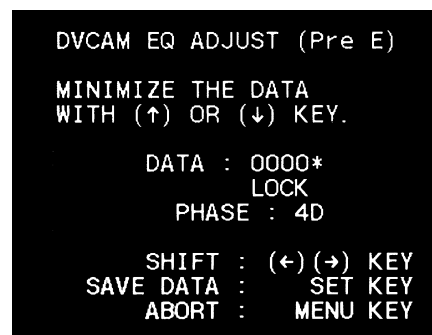 DVCAM EQ ADJUST (Pre E)
MINIMIZE THE DATA
WITH (↑) OR (↓) KEY.
DATA : 0000*
LOCK
PHASE : 4D
SHIFT : (←)(→) KEY
SAVE DATA : SET KEY
ABORT : MENU KEY